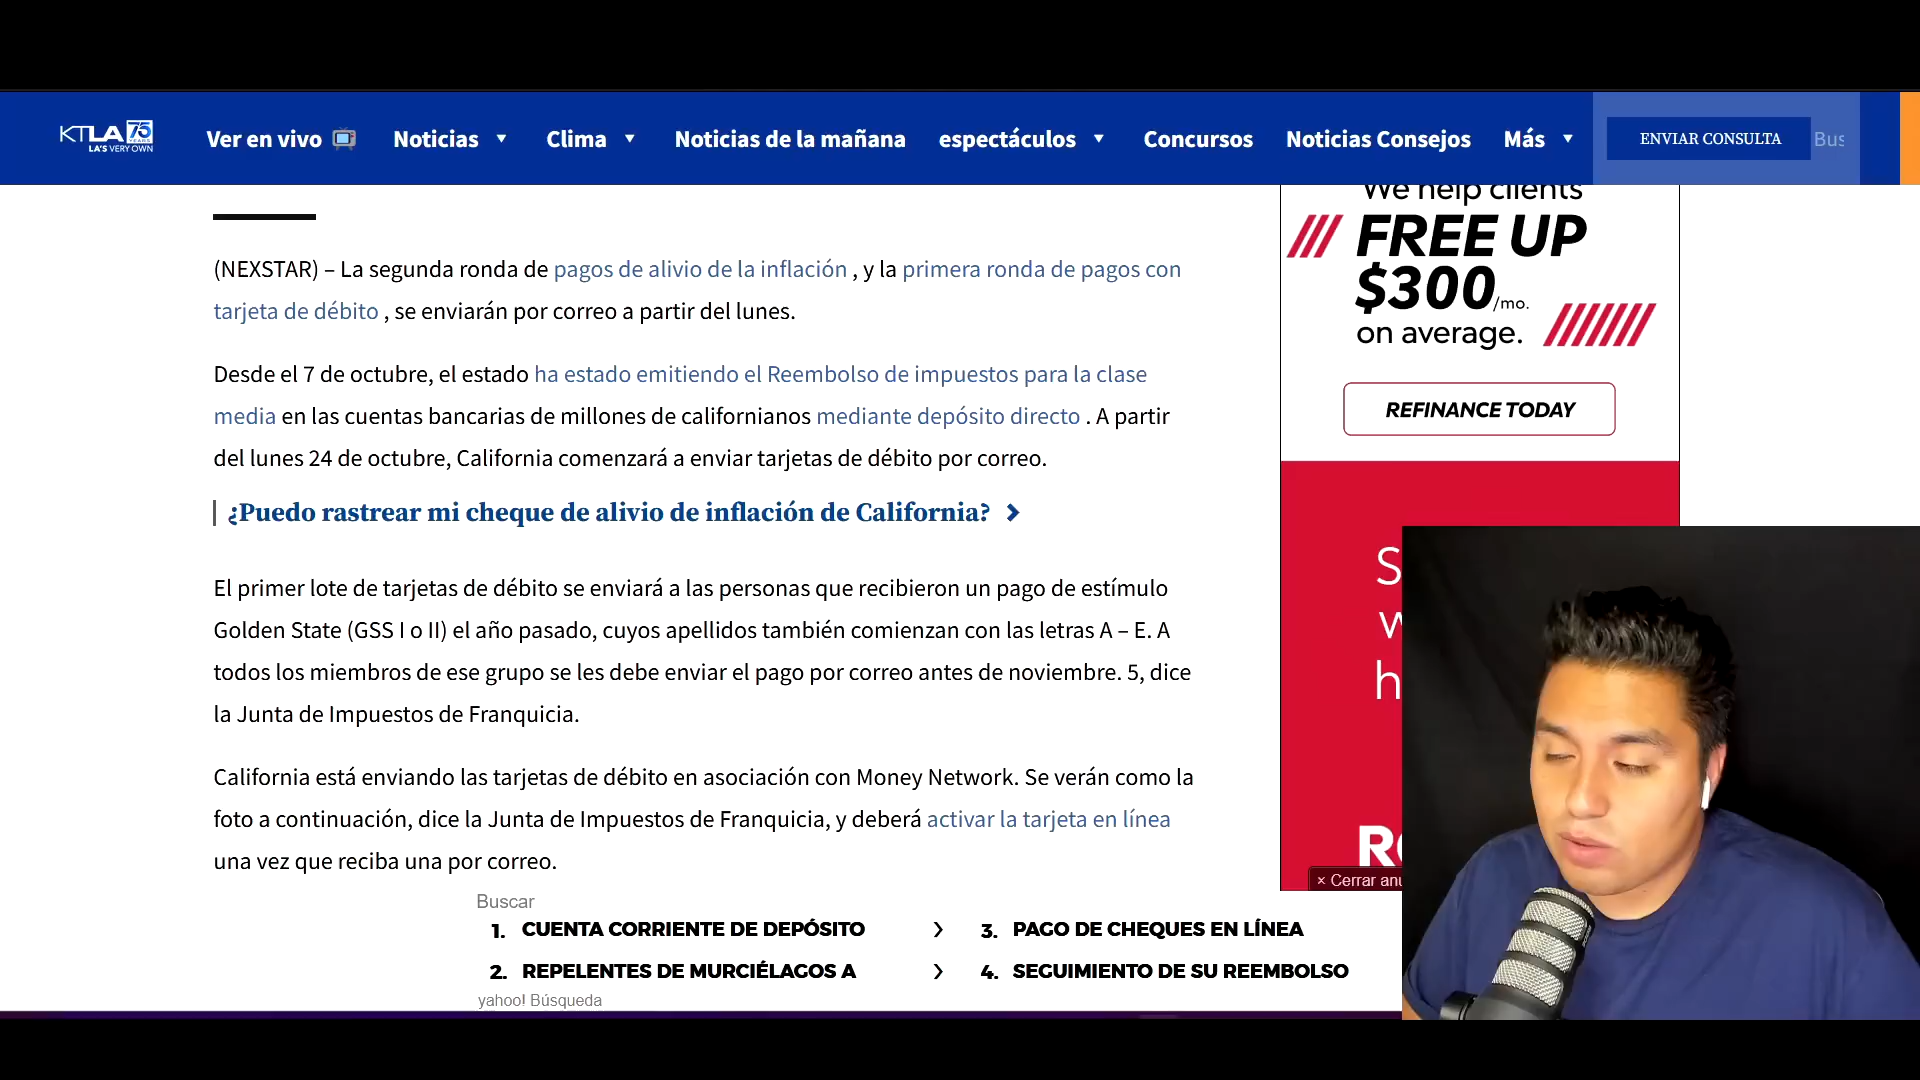 KTLA 75 YEARS
LA'S VERY OWN
Ver en vivo
Noticias
Clima
Noticias de la mañana
espectáculos
Concursos
Noticias Consejos
Más
ENVIAR CONSULTA
Bus
(NEXSTAR) – La segunda ronda de pagos de alivio de la inflación , y la primera ronda de pagos con
tarjeta de débito , se enviarán por correo a partir del lunes.
Desde el 7 de octubre, el estado ha estado emitiendo el Reembolso de impuestos para la clase
media en las cuentas bancarias de millones de californianos mediante depósito directo . A partir
del lunes 24 de octubre, California comenzará a enviar tarjetas de débito por correo.
¿Puedo rastrear mi cheque de alivio de inflación de California?
El primer lote de tarjetas de débito se enviará a las personas que recibieron un pago de estímulo
Golden State (GSS I o II) el año pasado, cuyos apellidos también comienzan con las letras A – E. A
todos los miembros de ese grupo se les debe enviar el pago por correo antes de noviembre. 5, dice
la Junta de Impuestos de Franquicia.
California está enviando las tarjetas de débito en asociación con Money Network. Se verán como la
foto a continuación, dice la Junta de Impuestos de Franquicia, y deberá activar la tarjeta en línea
una vez que reciba una por correo.
We help clients
FREE UP
$300/mo.
on average.
REFINANCE TODAY
S
w
h
× Cerrar anu
Buscar
1. CUENTA CORRIENTE DE DEPÓSITO
2. REPELENTES DE MURCIÉLAGOS A
3. PAGO DE CHEQUES EN LÍNEA
4. SEGUIMIENTO DE SU REEMBOLSO
yahoo! Búsqueda